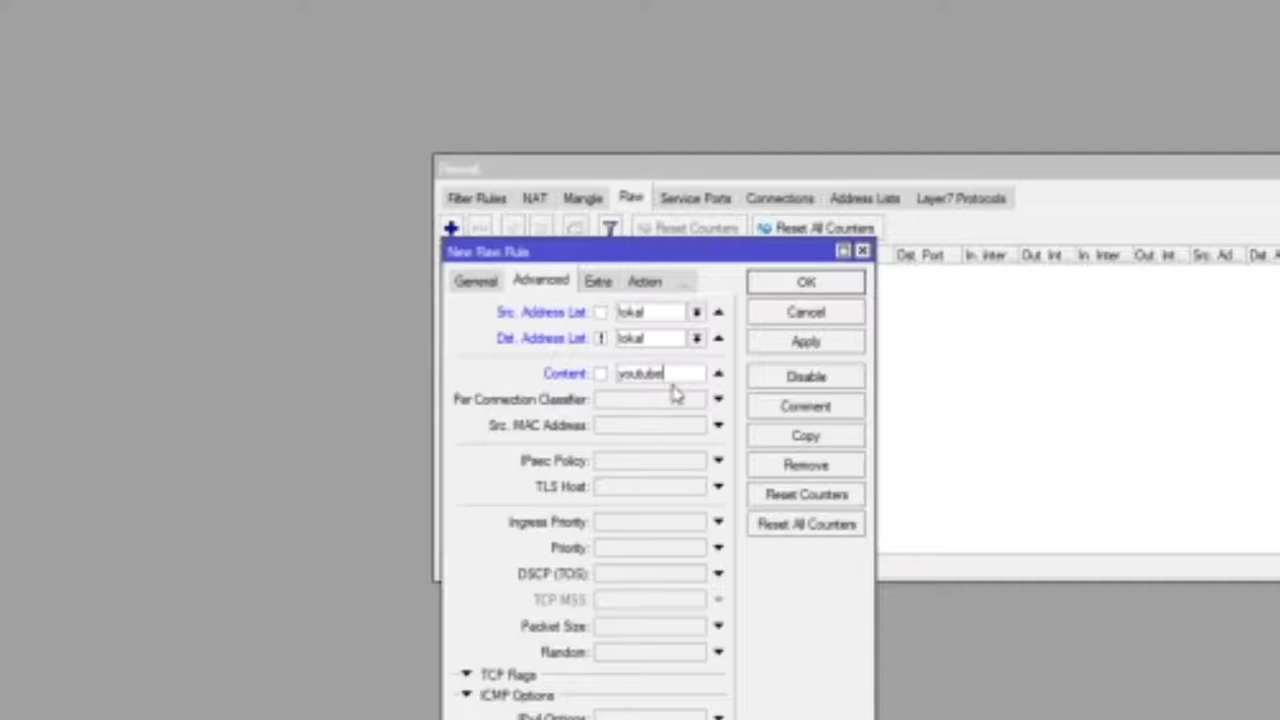 Filter Rules NAT Mangle Raw Service Ports Connections Address Lists Layer7 Protocols
Reset Counters Reset All Counters
New Raw Rule
Dst. Port In. Inter... Out. Int... In. Inter... Out. Int... Src. Ad... Dst. A
General Advanced Extra Action ...
OK
Src. Address List: lokal
Cancel
Dst. Address List: ! lokal
Apply
Content: youtube
Disable
Per Connection Classifier:
Comment
Src. MAC Address:
Copy
IPsec Policy:
Remove
TLS Host:
Reset Counters
Ingress Priority:
Reset All Counters
Priority:
DSCP (TOS):
TCP MSS:
Packet Size:
Random:
TCP Flags
ICMP Options
IPv4 Options: